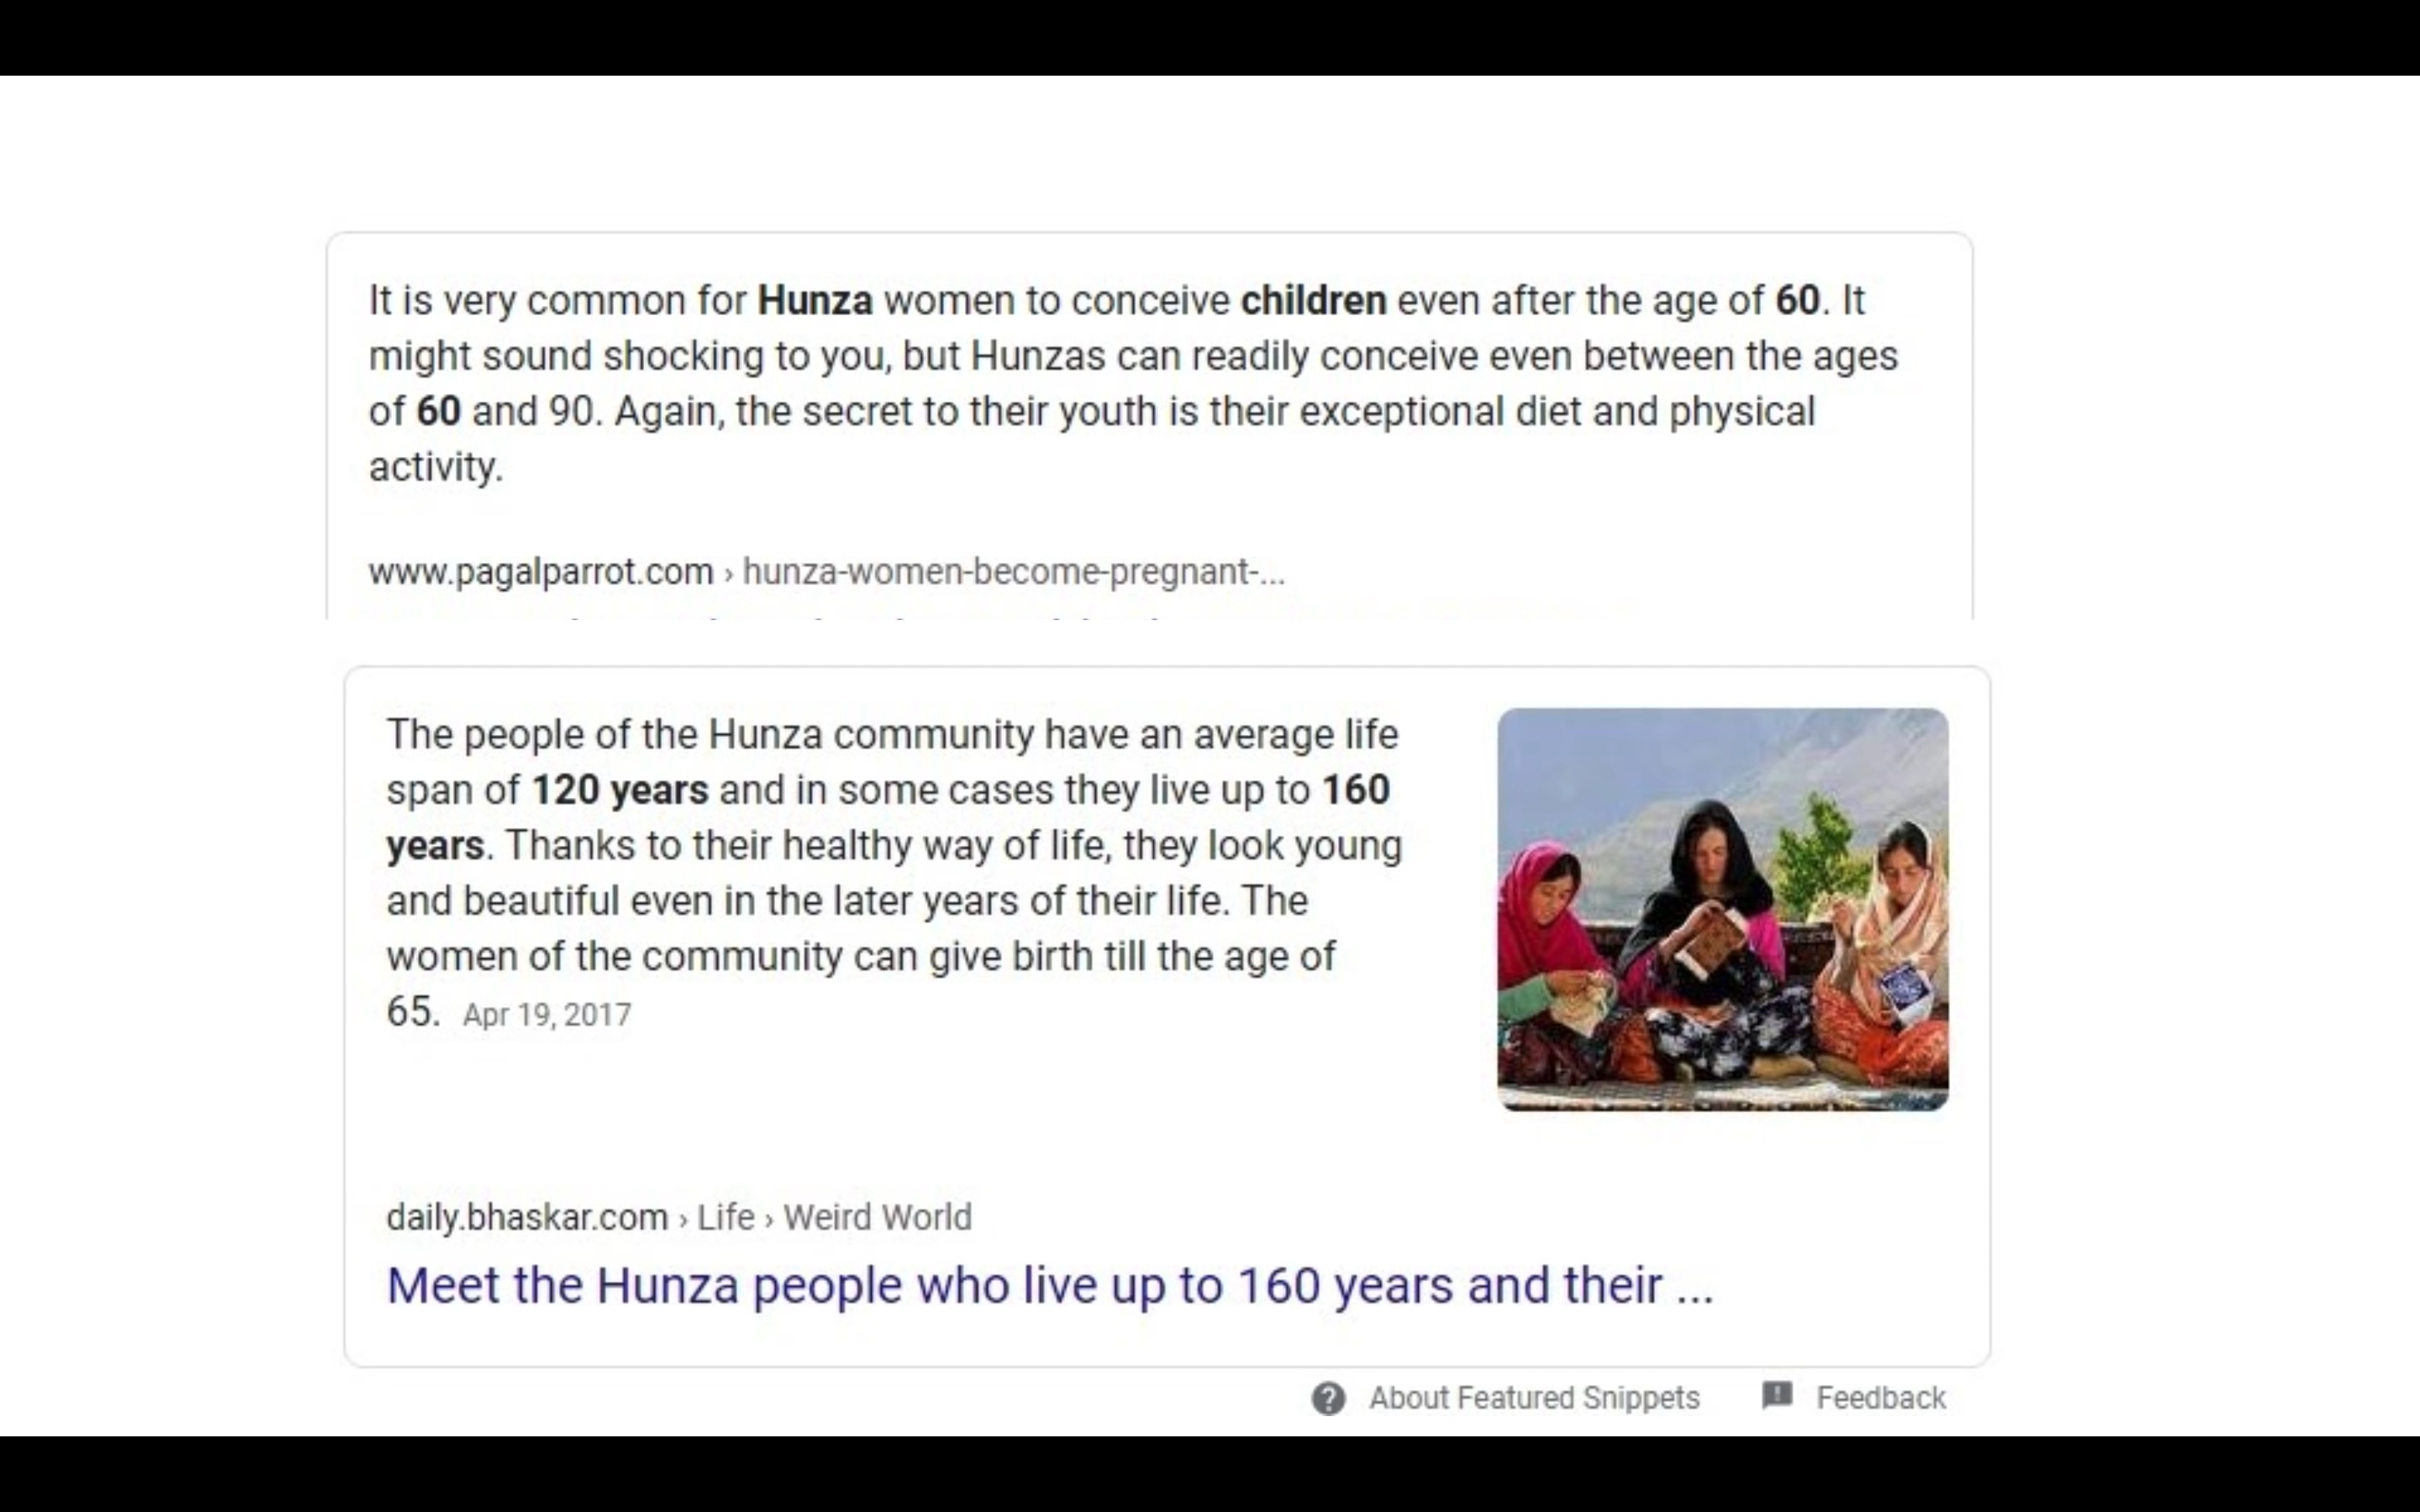 It is very common for Hunza women to conceive children even after the age of 60. It
might sound shocking to you, but Hunzas can readily conceive even between the ages
of 60 and 90. Again, the secret to their youth is their exceptional diet and physical
activity.
www.pagalparrot.com › hunza-women-become-pregnant-...
The people of the Hunza community have an average life
span of 120 years and in some cases they live up to 160
years. Thanks to their healthy way of life, they look young
and beautiful even in the later years of their life. The
women of the community can give birth till the age of
65. Apr 19, 2017
daily.bhaskar.com › Life › Weird World
Meet the Hunza people who live up to 160 years and their ...
About Featured Snippets Feedback